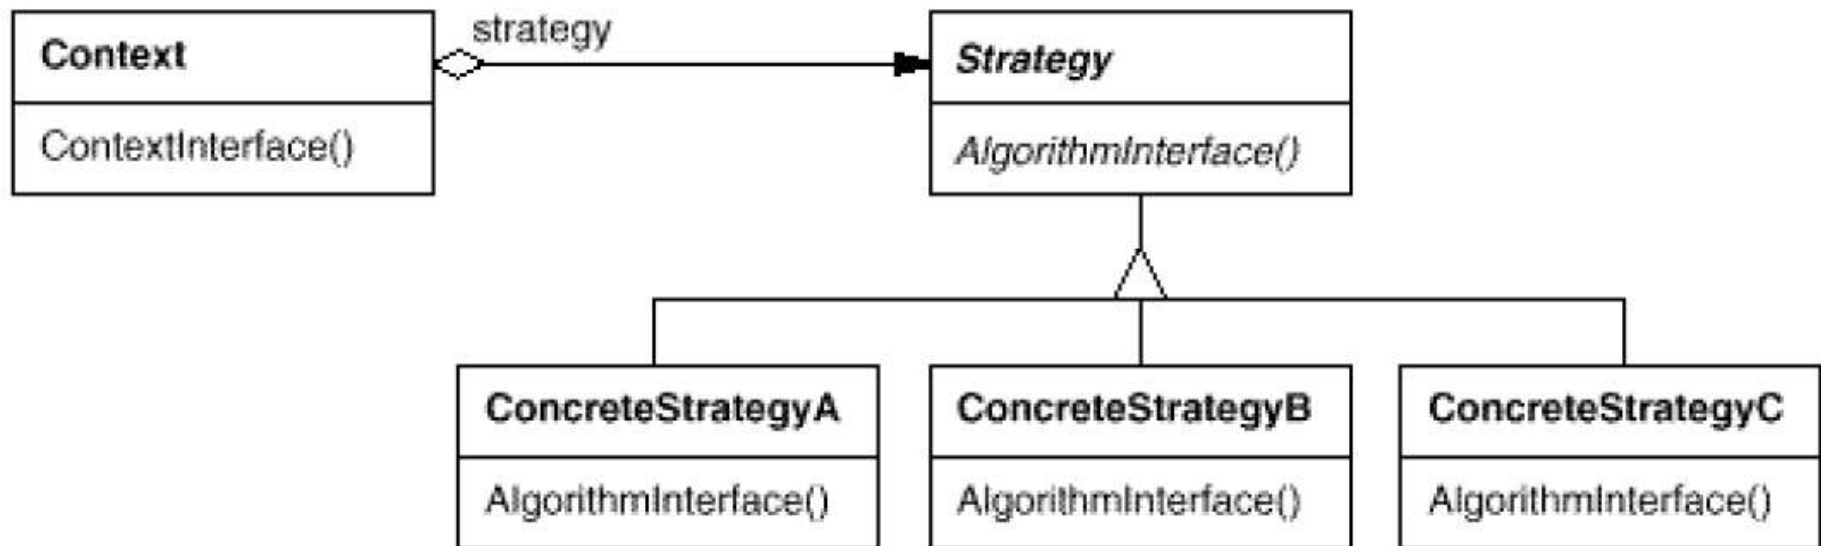 strategy
Context
Strategy
ContextInterface()
AlgorithmInterface()
ConcreteStrategyA
ConcreteStrategyB
ConcreteStrategyC
AlgorithmInterface()
AlgorithmInterface()
AlgorithmInterface()